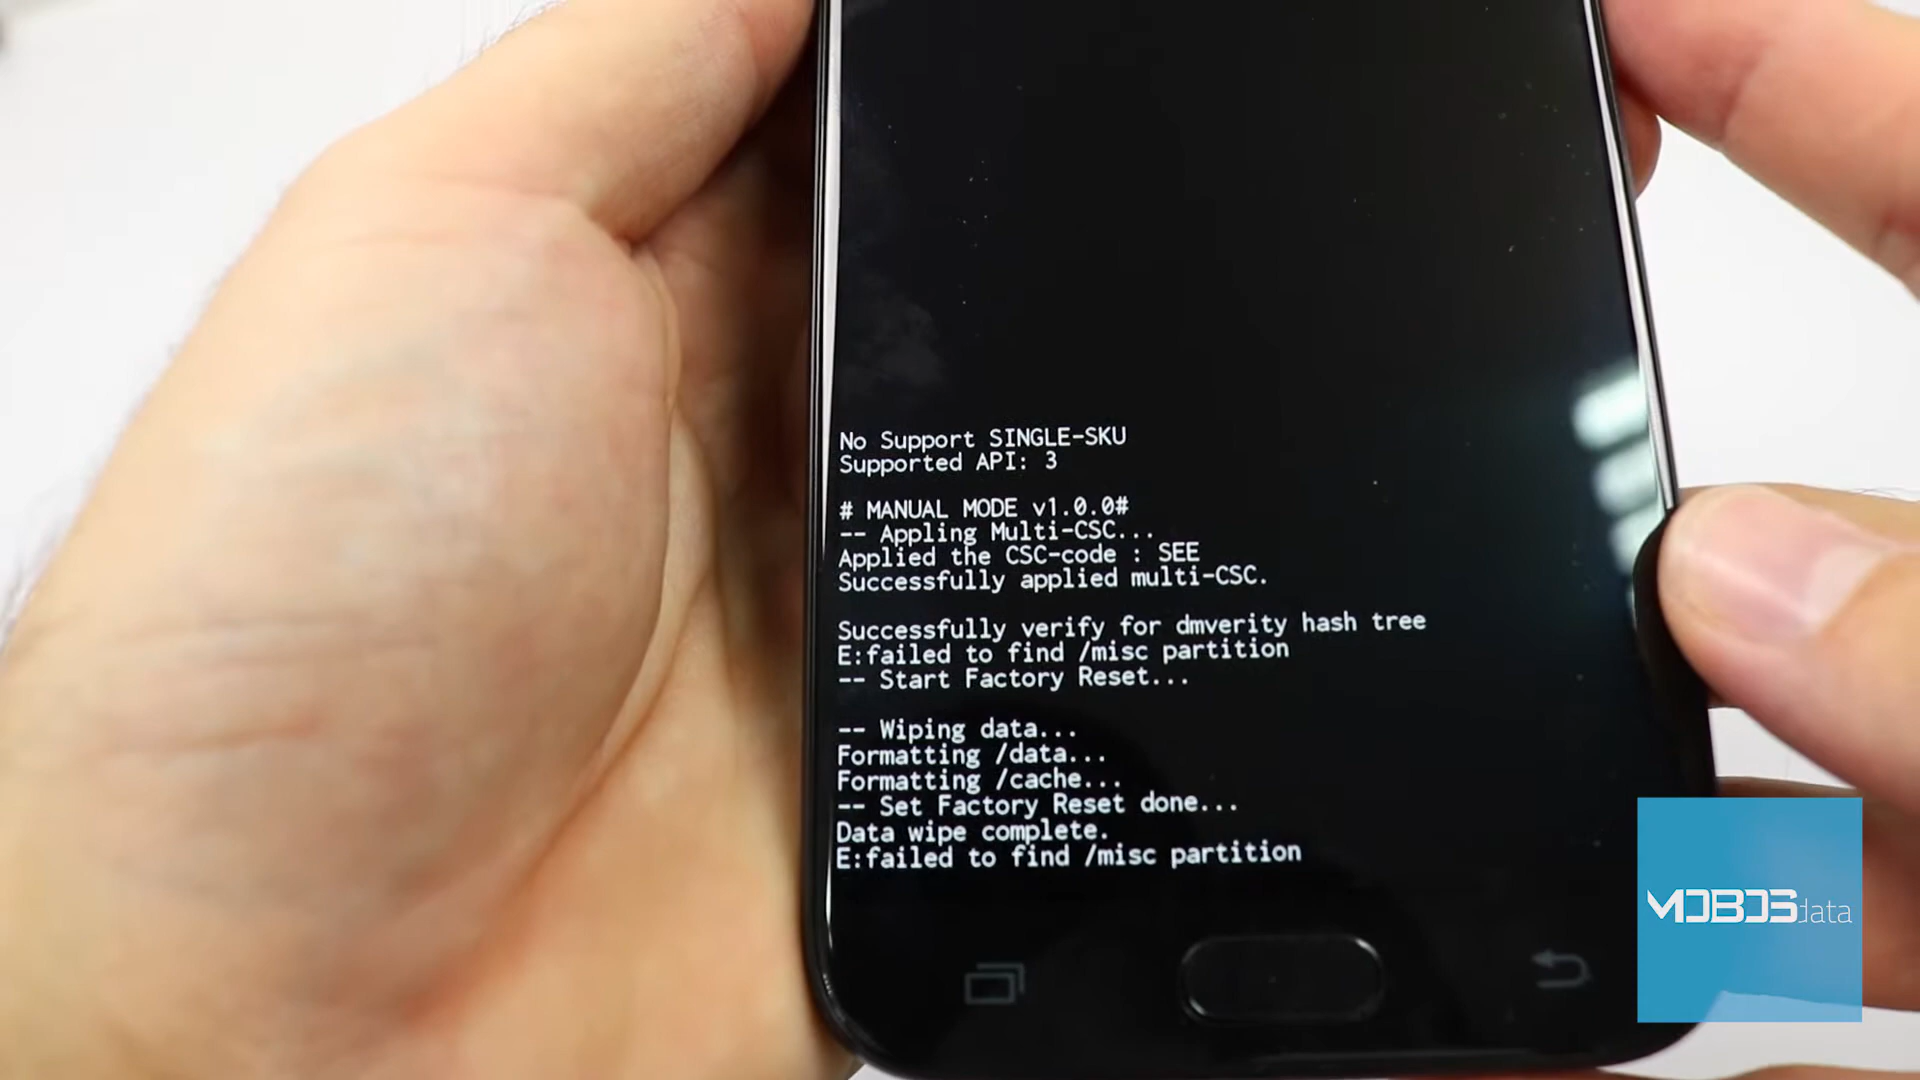 No Support SINGLE-SKU
Supported API: 3
# MANUAL MODE v1.0.0#
-- Appling Multi-CSC...
Applied the CSC-code : SEE
Successfully applied multi-CSC.
Successfully verify for dmverity hash tree
E:failed to find /misc partition
-- Start Factory Reset...
-- Wiping data...
Formatting /data...
Formatting /cache...
-- Set Factory Reset done...
Data wipe complete.
E:failed to find /misc partition
MOBOSdata